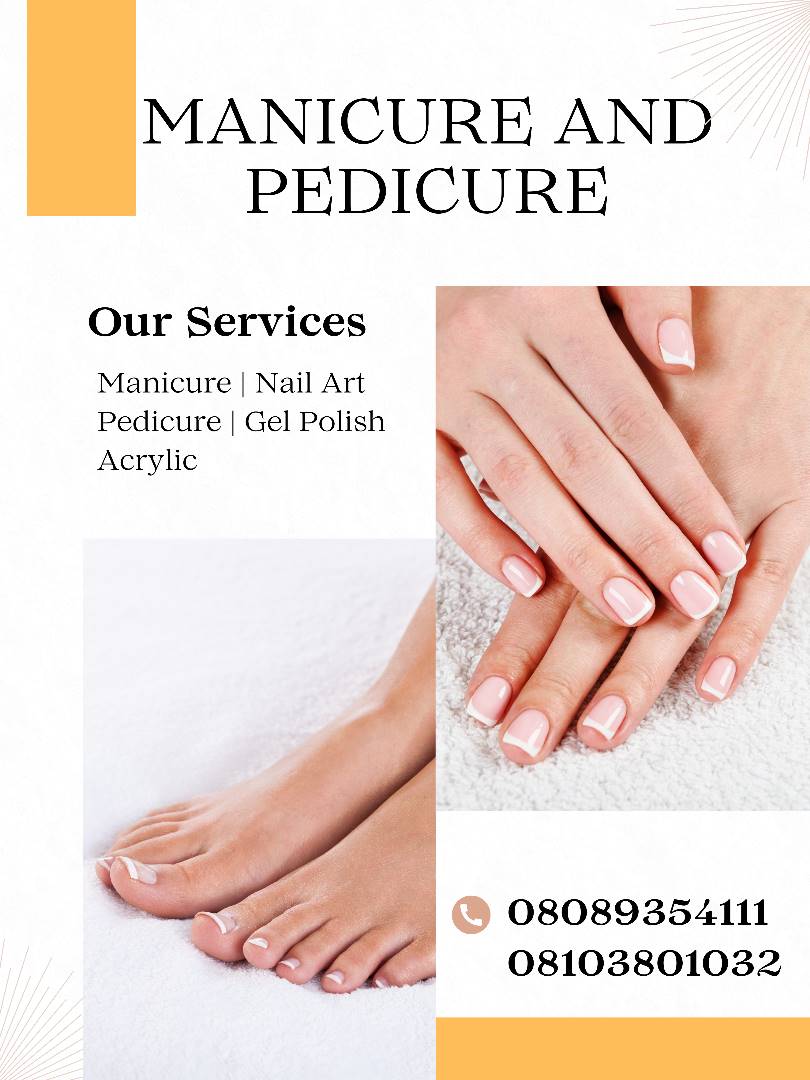 MANICURE AND
PEDICURE
Our Services
Manicure | Nail Art
Pedicure | Gel Polish
Acrylic
08089354111
08103801032